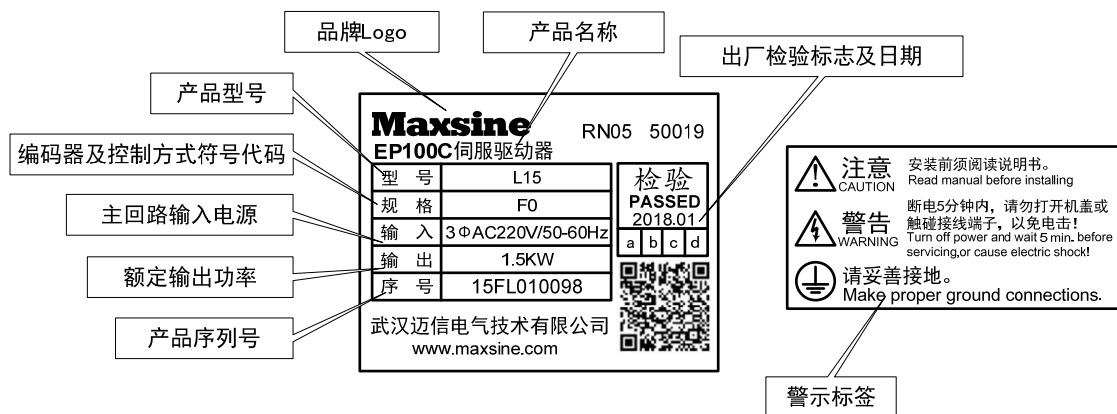 品牌Logo
产品名称
出厂检验标志及日期
产品型号
编码器及控制方式符号代码
主回路输入电源
额定输出功率
产品序列号
Maxsine
RN05 50019
EP100C伺服驱动器
型 号 L15
规 格 F0
输 入 3ΦAC220V/50-60Hz
输 出 1.5KW
序 号 15FL010098
检验
PASSED
2018.01
a b c d
武汉迈信电气技术有限公司
www.maxsine.com
注意
CAUTION
安装前须阅读说明书。
Read manual before installing
警告
WARNING
断电5分钟内，请勿打开机盖或
触碰接线端子，以免电击！
Turn off power and wait 5 min. before
servicing,or cause electric shock!
请妥善接地。
Make proper ground connections.
警示标签